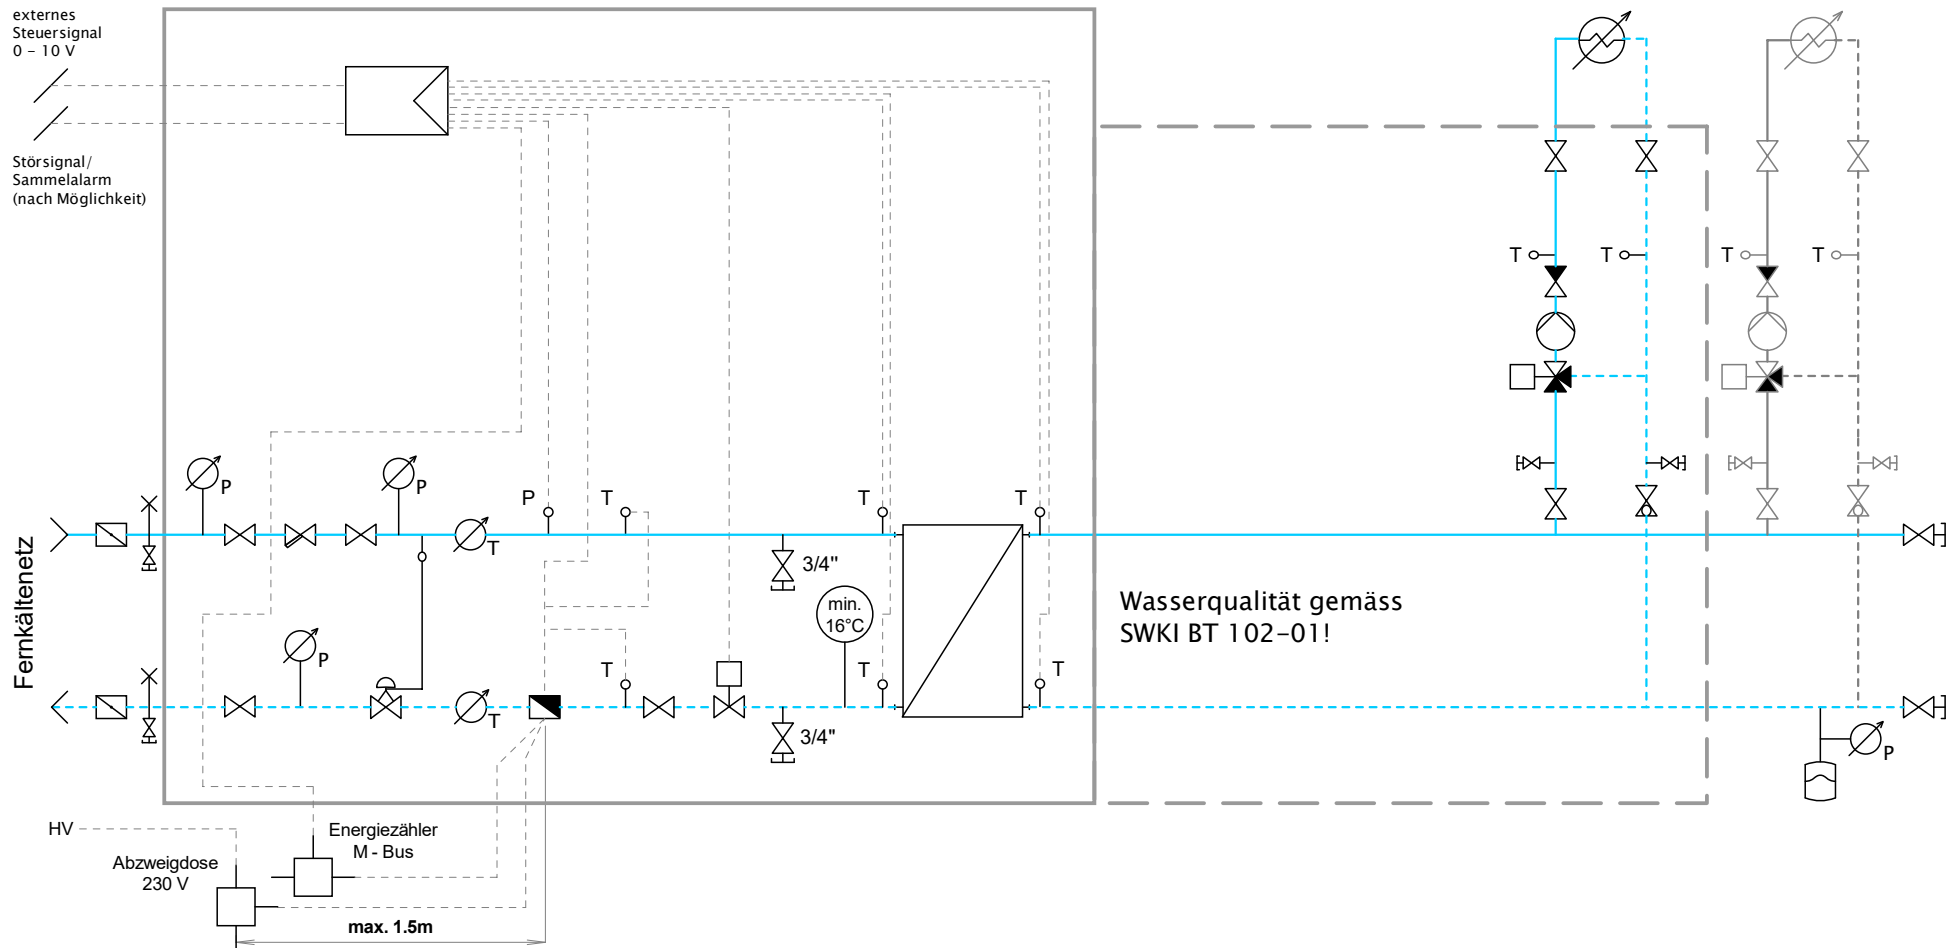 externes
Steuersignal
0 – 10 V
Störsignal/
Sammelalarm
(nach Möglichkeit)
T
T
T
T
P
P
P
T
T
T
Fernkältenetz
T
3/4"
min.
16°C
Wasserqualität gemäss
SWKI BT 102–01!
P
T
T
T
T
3/4"
P
HV
Energiezähler
M - Bus
Abzweigdose
230 V
max. 1.5m